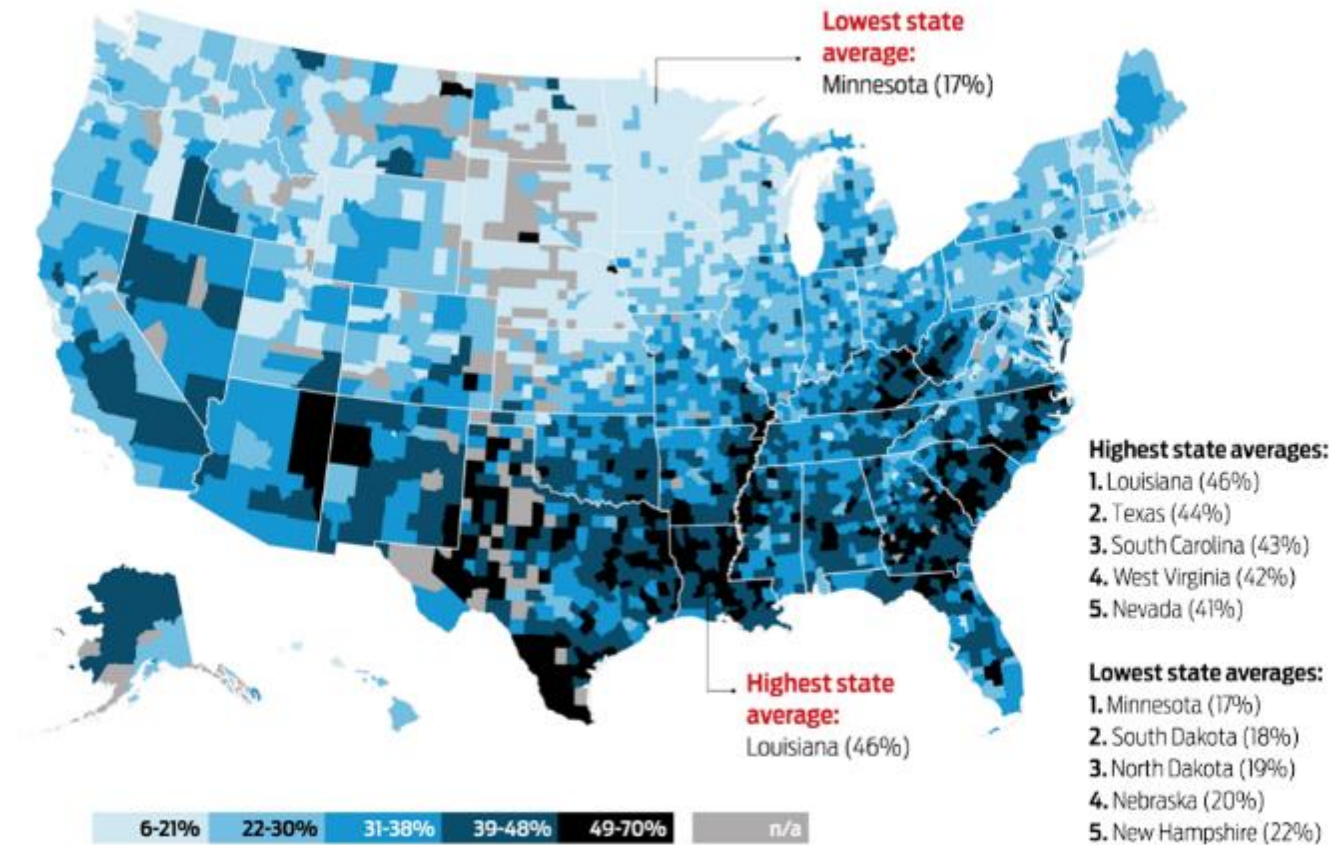 Lowest state
average:
Minnesota (17%)
Highest state averages:
1. Louisiana (46%)
2. Texas (44%)
3. South Carolina (43%)
4. West Virginia (42%)
5. Nevada (41%)
Highest state
average:
Louisiana (46%)
Lowest state averages:
1. Minnesota (17%)
2. South Dakota (18%)
3. North Dakota (19%)
4. Nebraska (20%)
5. New Hampshire (22%)
6-21% 22-30% 31-38% 39-48% 49-70% n/a